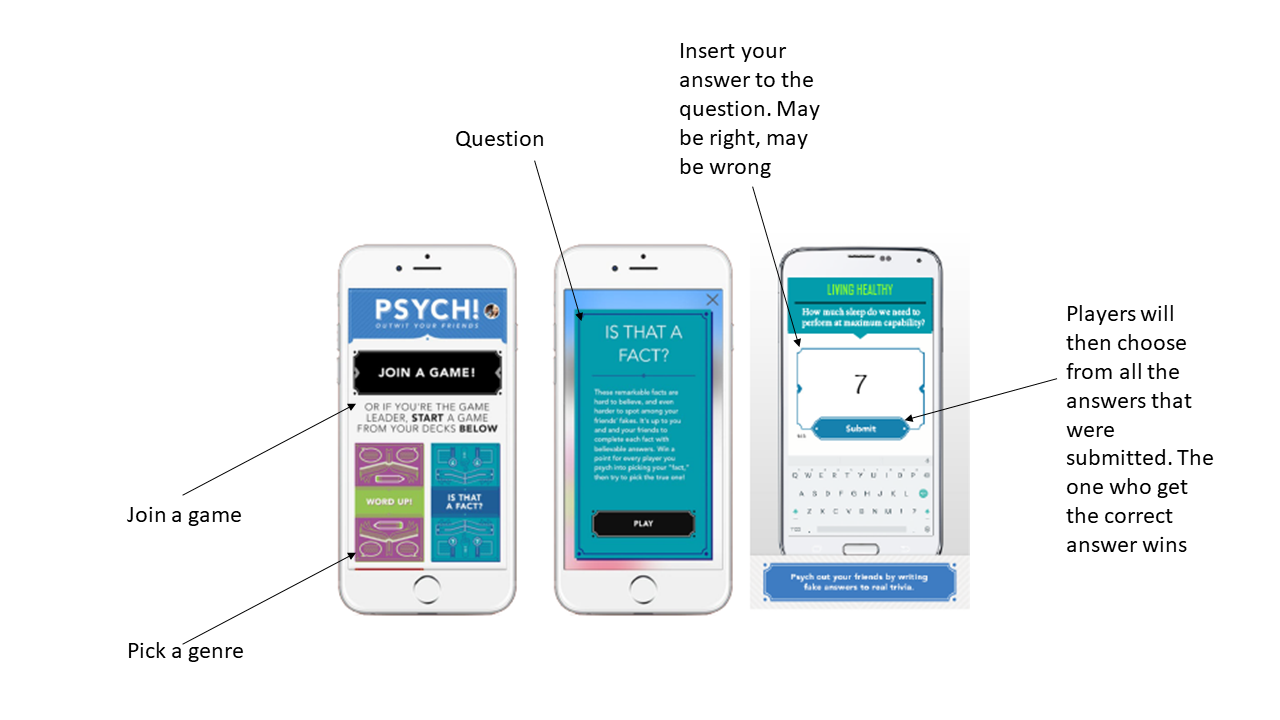 Insert your
answer to the
question. May
be right, may
be wrong
Question
Join a game
Pick a genre
PSYCH!
OUTWIT YOUR FRIENDS
JOIN A GAME!
OR IF YOU'RE THE GAME
LEADER, START A GAME
FROM YOUR DECKS BELOW
WORD UP!
IS THAT
A FACT?
IS THAT A
FACT?
These remarkable facts are
hard to believe, and even
harder to spot among your
friends' fakes. It's up to you
and and your friends to
complete each fact with
believable answers. Win a
point for every player you
psych into picking your "fact,"
then try to pick the true one!
PLAY
LIVING HEALTHY
How much sleep do we need to
perform at maximum capability?
7
Submit
Q W E R T Y U I O P
A S D F G H J K L
Z X C V B N M ! ?
Psych out your friends by writing
fake answers to real trivia.
Players will
then choose
from all the
answers that
were
submitted. The
one who get
the correct
answer wins